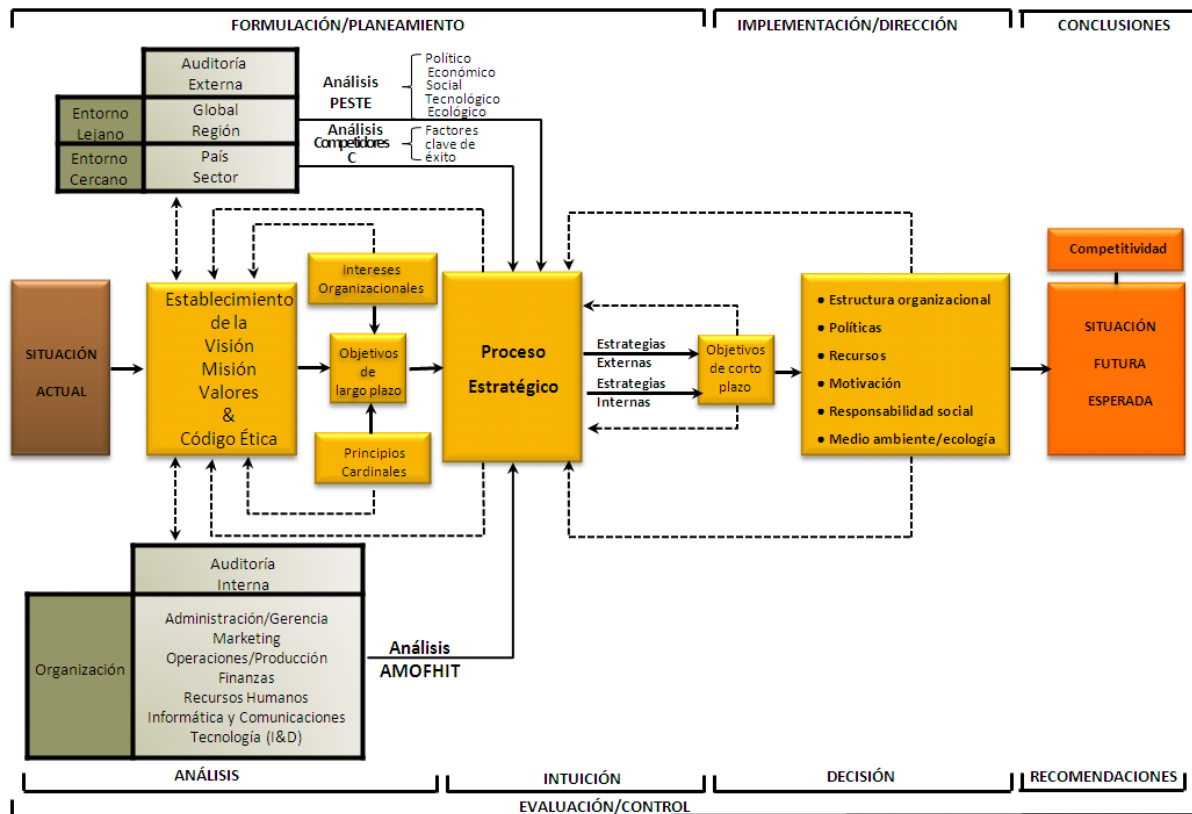 FORMULACIÓN/PLANEAMIENTO
IMPLEMENTACIÓN/DIRECCIÓN
CONCLUSIONES
Auditoría
Externa
Entorno
Lejano
Global
Región
Entorno
Cercano
País
Sector
Análisis
PESTE
Político
Económico
Social
Tecnológico
Ecológico
Análisis
Competidores
C
Factores
clave de
éxito
SITUACIÓN
ACTUAL
Establecimiento
de la
Visión
Misión
Valores
&
Código Ética
Intereses
Organizacionales
Objetivos
de
largo plazo
Principios
Cardinales
Proceso
Estratégico
Estrategias
Externas
Estrategias
Internas
Objetivos
de corto
plazo
● Estructura organizacional
● Políticas
● Recursos
● Motivación
● Responsabilidad social
● Medio ambiente/ecología
Competitividad
SITUACIÓN
FUTURA
ESPERADA
Auditoría
Interna
Organización
Administración/Gerencia
Marketing
Operaciones/Producción
Finanzas
Recursos Humanos
Informática y Comunicaciones
Tecnología (I&D)
Análisis
AMOFHIT
ANÁLISIS
INTUICIÓN
DECISIÓN
RECOMENDACIONES
EVALUACIÓN/CONTROL